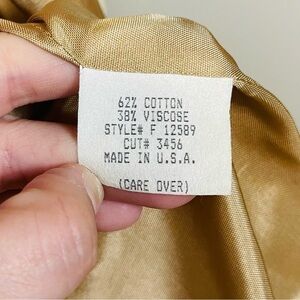 62% COTTON
38% VISCOSE
STYLE# F 12589
CUT# 3456
MADE IN U.S.A.
(CARE OVER)